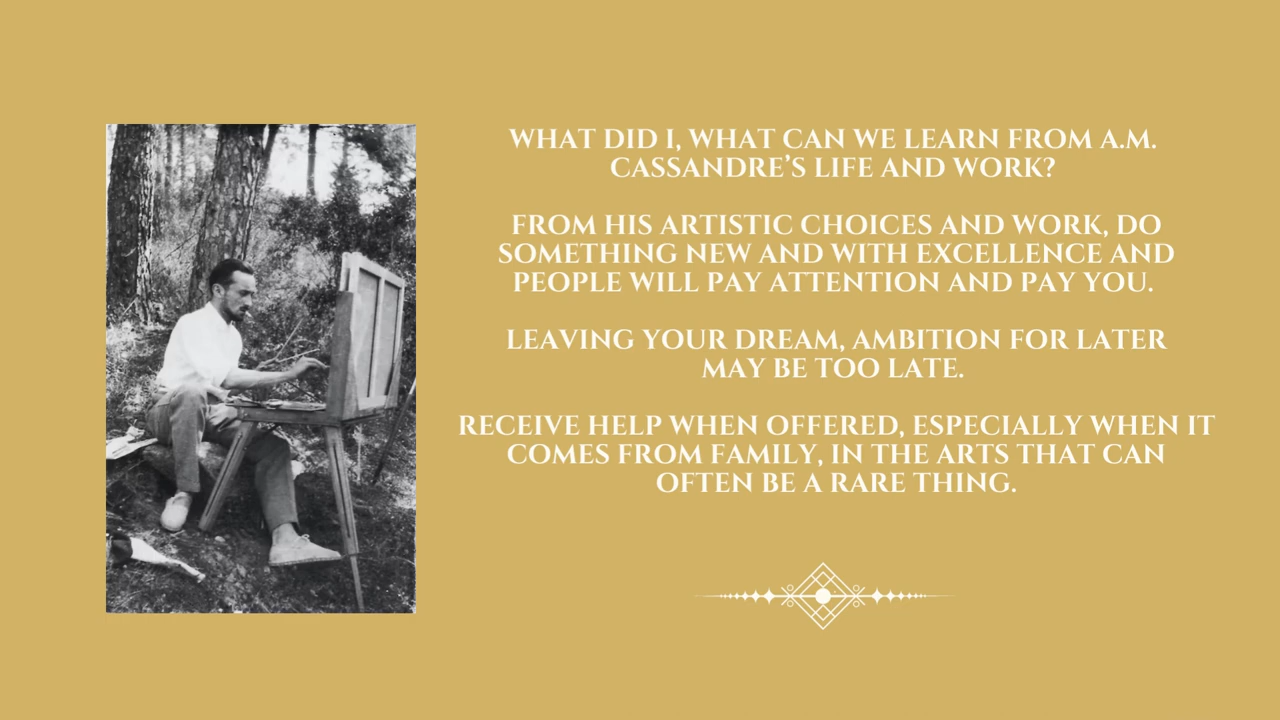 WHAT DID I, WHAT CAN WE LEARN FROM A.M.
CASSANDRE’S LIFE AND WORK?
FROM HIS ARTISTIC CHOICES AND WORK, DO
SOMETHING NEW AND WITH EXCELLENCE AND
PEOPLE WILL PAY ATTENTION AND PAY YOU.
LEAVING YOUR DREAM, AMBITION FOR LATER
MAY BE TOO LATE.
RECEIVE HELP WHEN OFFERED, ESPECIALLY WHEN IT
COMES FROM FAMILY, IN THE ARTS THAT CAN
OFTEN BE A RARE THING.